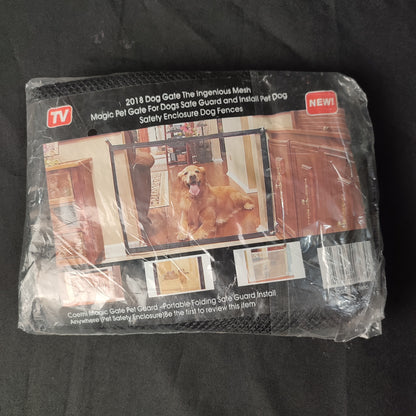 2018 Dog Gate The Ingenious Mesh
Magic Pet Gate For Dogs Safe Guard and Install Pet Dog
Safety Enclosure Dog Fences
TV
NEW!
Coemi Magic Gate Pet Guard -Portable Folding Safe Guard Install
Anywhere (Pet Safety Enclosure)Be the first to review this item